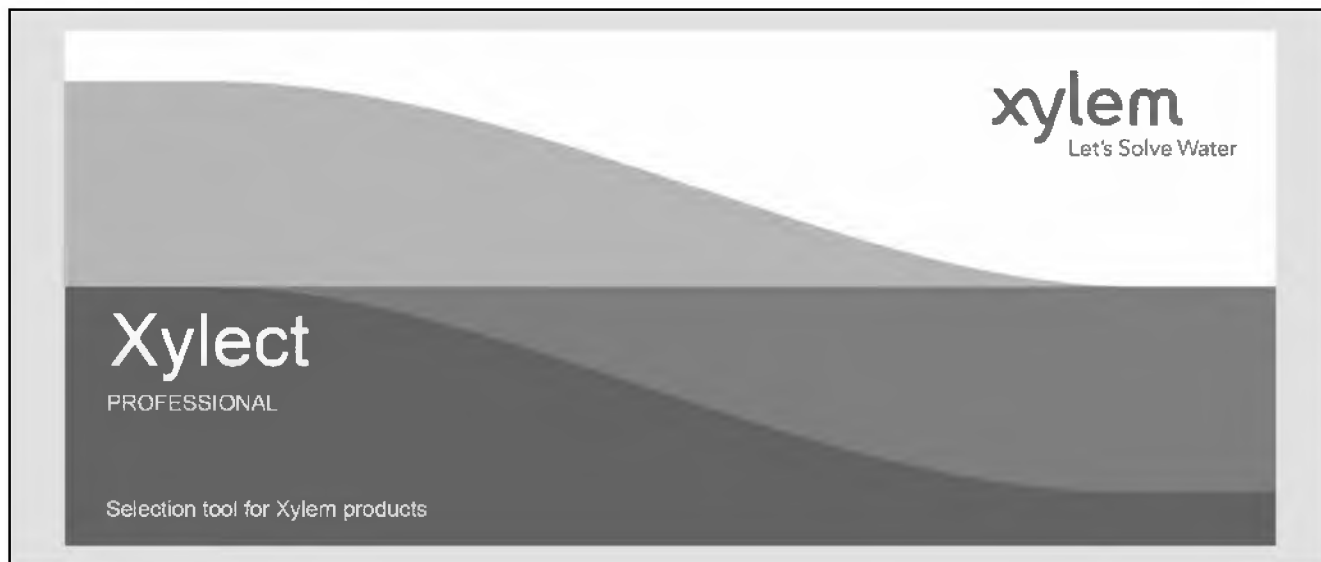 xylem
Let's Solve Water
Xylect
PROFESSIONAL
Selection tool for Xylem products